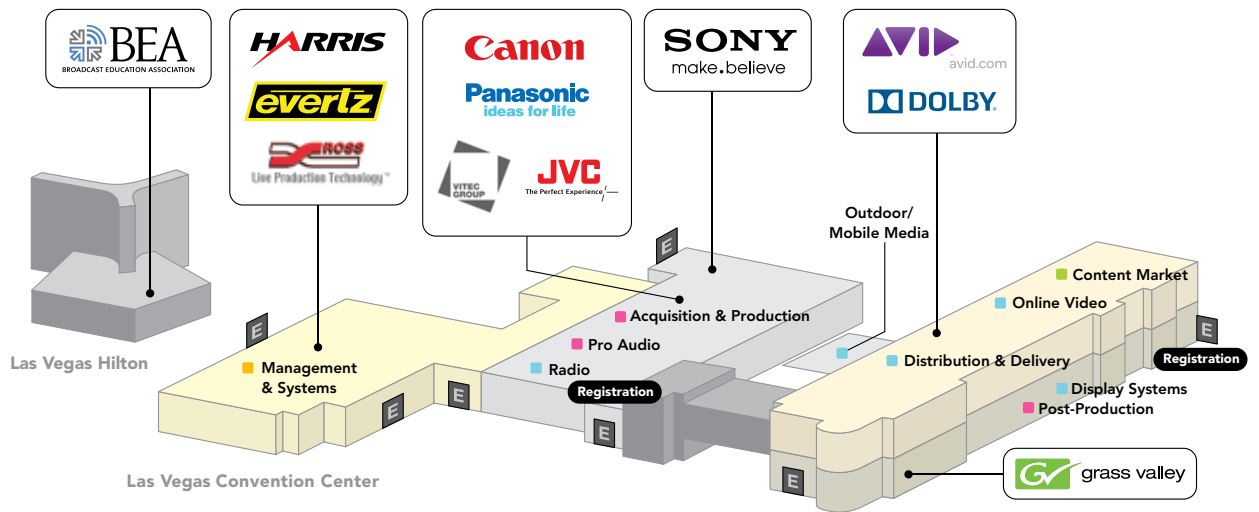 BEA
BROADCAST EDUCATION ASSOCIATION
HARRIS
evertz
ROSS
Live Production Technology™
Canon
Panasonic
ideas for life
VITEC
GROUP
JVC
The Perfect Experience
SONY
make.believe
AVID
avid.com
DOLBY
Outdoor/
Mobile Media
E
Content Market
Online Video
Acquisition & Production
E
E
Pro Audio
Las Vegas Hilton
Management
& Systems
Radio
Distribution & Delivery
Registration
Registration
Display Systems
Post-Production
E
E
E
E
Las Vegas Convention Center
GV
grass valley